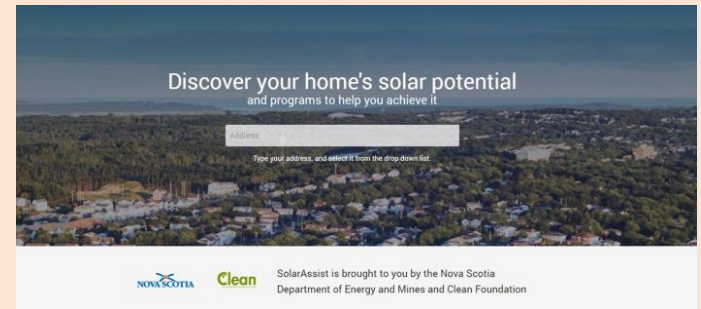 Discover your home's solar potential
and programs to help you achieve it
Address
Type your address, and select it from the drop down list.
NOVA SCOTIA
Clean
SolarAssist is brought to you by the Nova Scotia
Department of Energy and Mines and Clean Foundation